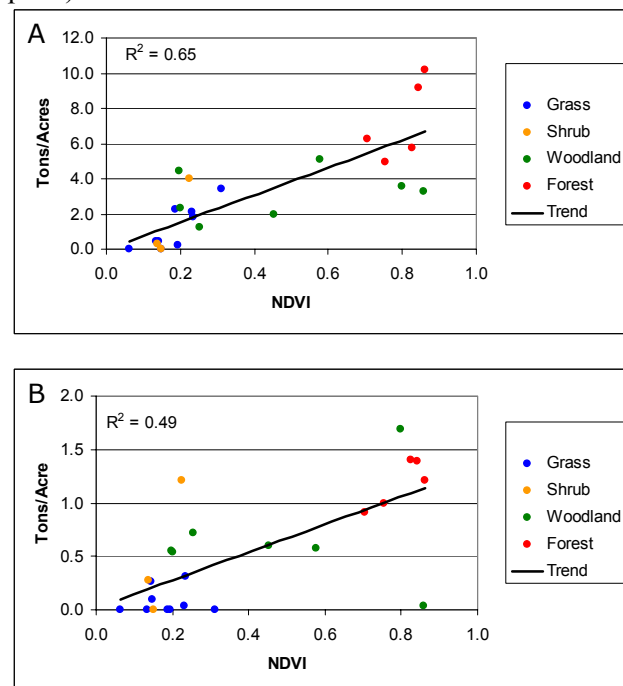 A
R² = 0.65
Tons/Acres
12.0
10.0
8.0
6.0
4.0
2.0
0.0
0.0 0.2 0.4 0.6 0.8 1.0
NDVI
Grass
Shrub
Woodland
Forest
Trend
B
R² = 0.49
Tons/Acre
2.0
1.5
1.0
0.5
0.0
0.0 0.2 0.4 0.6 0.8 1.0
NDVI
Grass
Shrub
Woodland
Forest
Trend